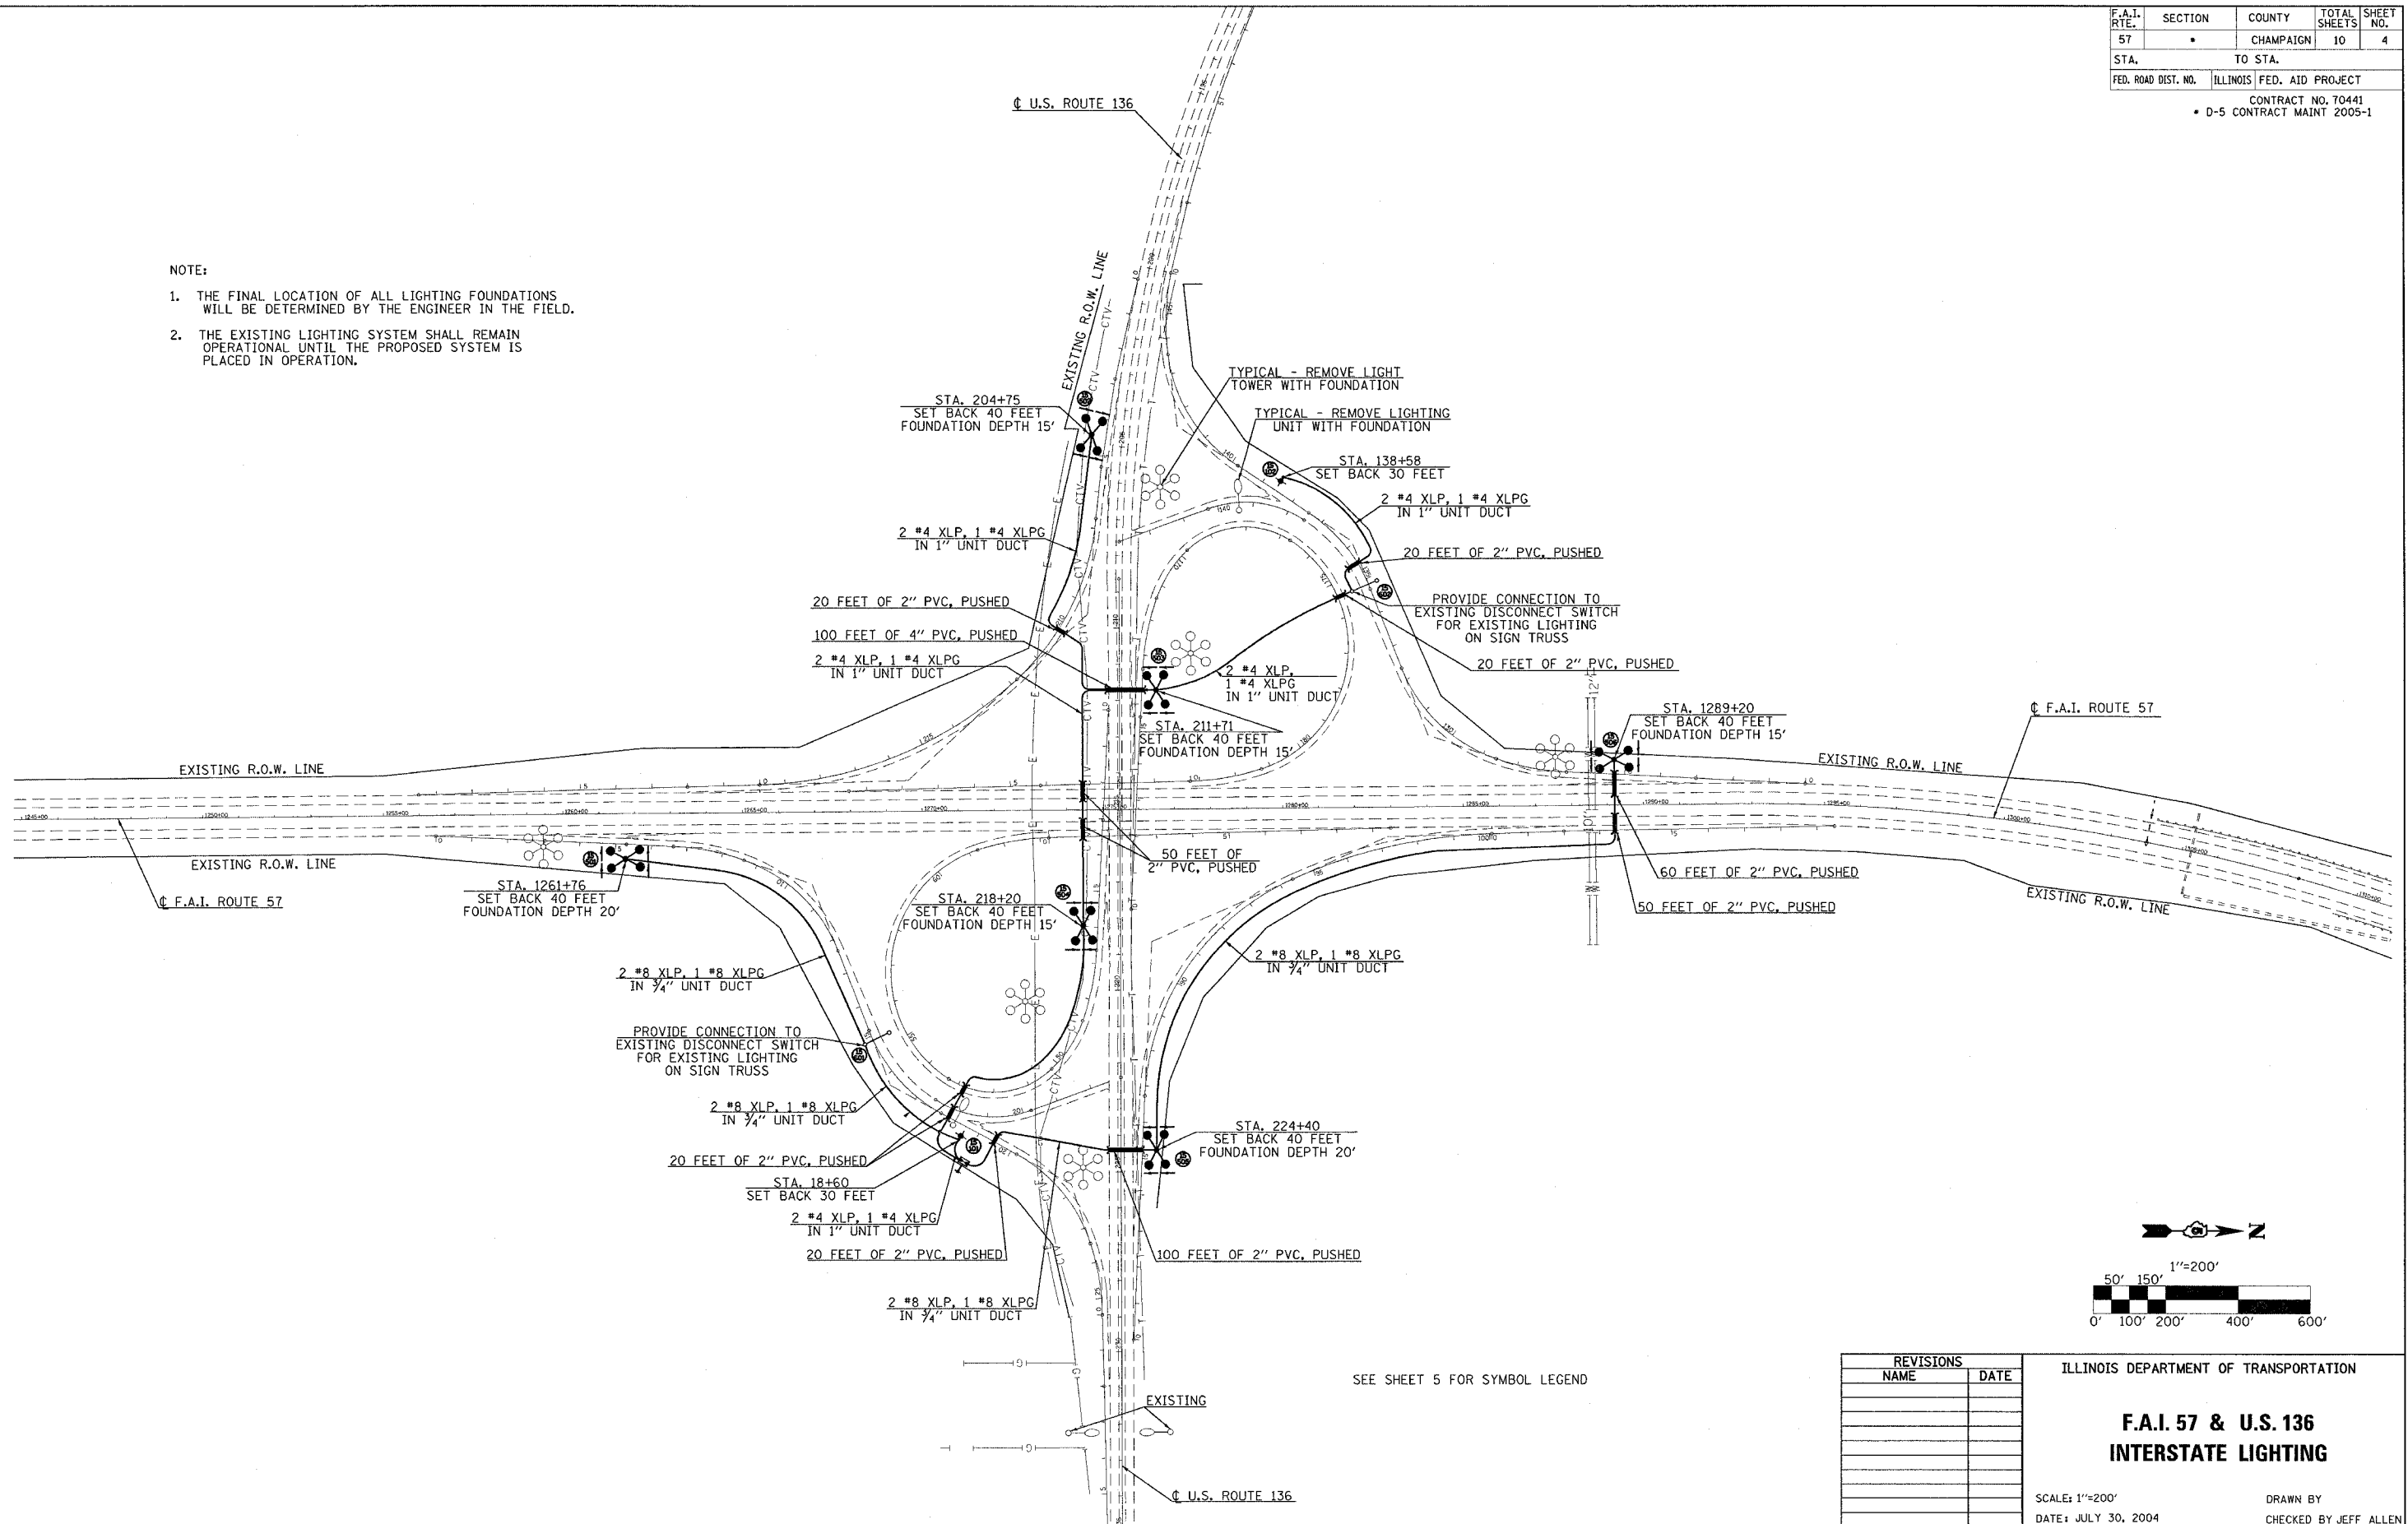 F.A.I. RTE. SECTION COUNTY TOTAL SHEETS SHEET NO.
57 • CHAMPAIGN 10 4
STA. TO STA.
FED. ROAD DIST. NO. ILLINOIS FED. AID PROJECT
CONTRACT NO. 70441
• D-5 CONTRACT MAINT 2005-1
℄ U.S. ROUTE 136
NOTE:
1. THE FINAL LOCATION OF ALL LIGHTING FOUNDATIONS
WILL BE DETERMINED BY THE ENGINEER IN THE FIELD.
2. THE EXISTING LIGHTING SYSTEM SHALL REMAIN
OPERATIONAL UNTIL THE PROPOSED SYSTEM IS
PLACED IN OPERATION.
EXISTING R.O.W. LINE
TYPICAL - REMOVE LIGHT
TOWER WITH FOUNDATION
STA. 204+75
SET BACK 40 FEET
FOUNDATION DEPTH 15'
TYPICAL - REMOVE LIGHTING
UNIT WITH FOUNDATION
STA. 138+58
SET BACK 30 FEET
2 #4 XLP, 1 #4 XLPG
IN 1" UNIT DUCT
2 #4 XLP, 1 #4 XLPG
IN 1" UNIT DUCT
20 FEET OF 2" PVC, PUSHED
20 FEET OF 2" PVC, PUSHED
PROVIDE CONNECTION TO
EXISTING DISCONNECT SWITCH
FOR EXISTING LIGHTING
ON SIGN TRUSS
100 FEET OF 4" PVC, PUSHED
2 #4 XLP, 1 #4 XLPG
IN 1" UNIT DUCT
20 FEET OF 2" PVC, PUSHED
2 #4 XLP,
1 #4 XLPG
IN 1" UNIT DUCT
STA. 211+71
SET BACK 40 FEET
FOUNDATION DEPTH 15'
STA. 1289+20
SET BACK 40 FEET
FOUNDATION DEPTH 15'
℄ F.A.I. ROUTE 57
EXISTING R.O.W. LINE
EXISTING R.O.W. LINE
EXISTING R.O.W. LINE
℄ F.A.I. ROUTE 57
50 FEET OF
2" PVC, PUSHED
60 FEET OF 2" PVC, PUSHED
STA. 1261+76
SET BACK 40 FEET
FOUNDATION DEPTH 20'
STA. 218+20
SET BACK 40 FEET
FOUNDATION DEPTH 15'
50 FEET OF 2" PVC, PUSHED
EXISTING R.O.W. LINE
2 #8 XLP, 1 #8 XLPG
IN 3/4" UNIT DUCT
2 #8 XLP, 1 #8 XLPG
IN 3/4" UNIT DUCT
PROVIDE CONNECTION TO
EXISTING DISCONNECT SWITCH
FOR EXISTING LIGHTING
ON SIGN TRUSS
2 #8 XLP, 1 #8 XLPG
IN 3/4" UNIT DUCT
STA. 224+40
SET BACK 40 FEET
FOUNDATION DEPTH 20'
20 FEET OF 2" PVC, PUSHED
STA. 18+60
SET BACK 30 FEET
2 #4 XLP, 1 #4 XLPG
IN 1" UNIT DUCT
20 FEET OF 2" PVC, PUSHED
100 FEET OF 2" PVC, PUSHED
2 #8 XLP, 1 #8 XLPG
IN 3/4" UNIT DUCT
N
1"=200'
50' 150'
0' 100' 200' 400' 600'
SEE SHEET 5 FOR SYMBOL LEGEND
EXISTING
℄ U.S. ROUTE 136
REVISIONS
NAME DATE
ILLINOIS DEPARTMENT OF TRANSPORTATION
F.A.I. 57 & U.S. 136
INTERSTATE LIGHTING
SCALE: 1"=200' DRAWN BY
DATE: JULY 30, 2004 CHECKED BY JEFF ALLEN